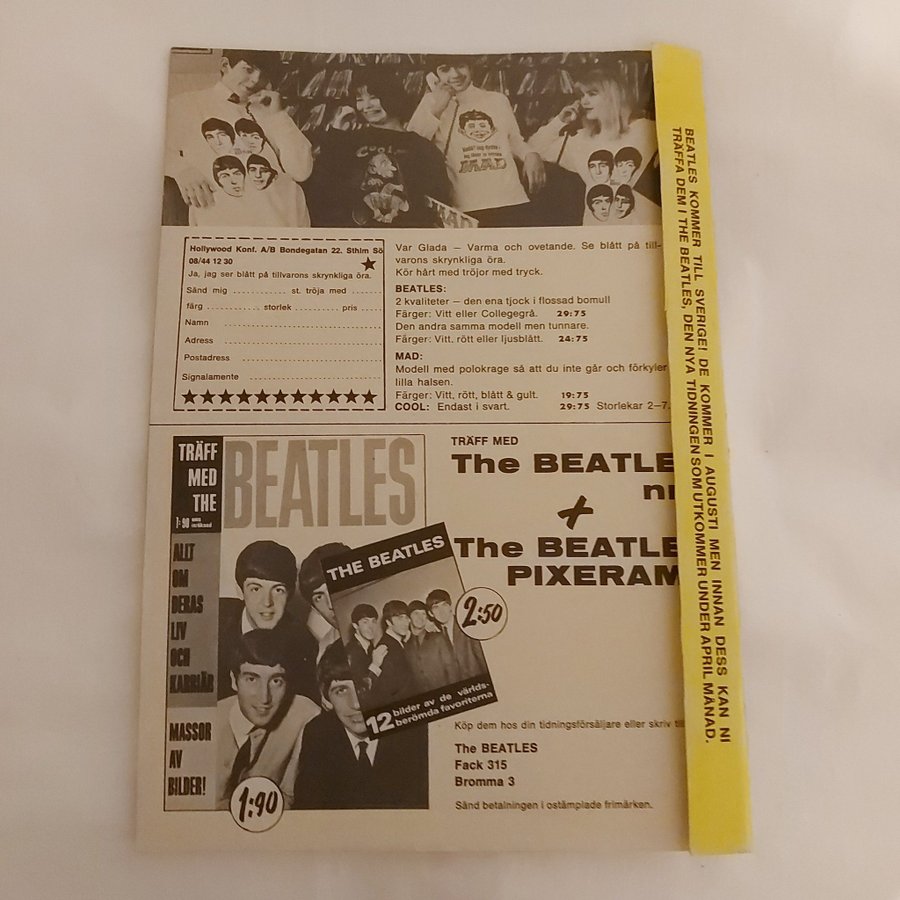 MAD
Hollywood Konf. A/B Bondegatan 22. Sthlm Sö
08/44 12 30
Ja, jag ser blått på tillvarons skrynkliga öra.
Sänd mig ............ st. tröja med .......
färg ............ storlek ............ pris .....
Namn
Adress
Postadress
Signalamente
Var Glada – Varma och ovetande. Se blått på till-
varons skrynkliga öra.
Kör hårt med tröjor med tryck.
BEATLES:
2 kvaliteter – den ena tjock i flossad bomull
Färger: Vitt eller Collegegrå. 29:75
Den andra samma modell men tunnare.
Färger: Vitt, rött eller ljusblått. 24:75
MAD:
Modell med polokrage så att du inte går och förkyler
lilla halsen.
Färger: Vitt, rött, blått & gult. 19:75
COOL: Endast i svart. 29:75 Storlekar 2–7.
TRÄFF
MED
THE
BEATLES
1:90
ALLT
OM
DERAS
LIV
OCH
KARRIÄR
MASSOR
AV
BILDER!
1:90
THE BEATLES
2:50
12 bilder av de världs-
berömda favoriterna
TRÄFF MED
The BEATLE
n
+
The BEATLE
PIXERAM
Köp dem hos din tidningsförsäljare eller skriv till
The BEATLES
Fack 315
Bromma 3
Sänd betalningen i ostämplade frimärken.
BEATLES KOMMER TILL SVERIGE! DE KOMMER I AUGUSTI MEN INNAN DESS KAN NI
TRÄFFA DEM I THE BEATLES, DEN NYA TIDNINGEN SOM UTKOMMER UNDER APRIL MÅNAD.